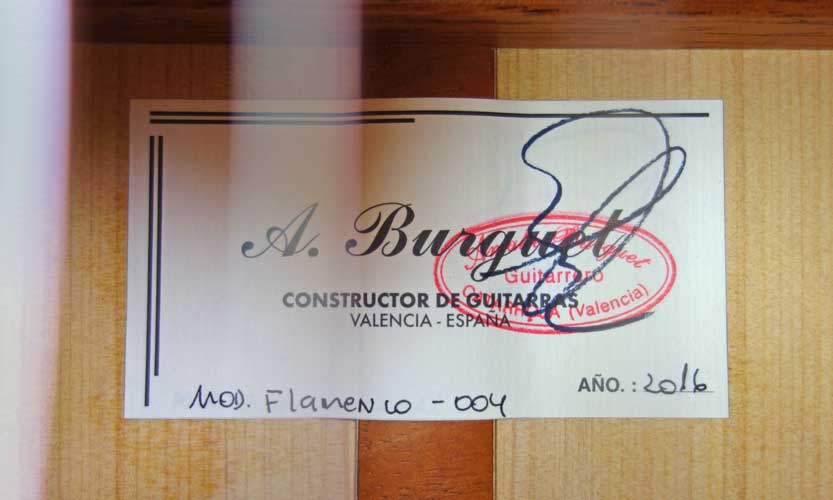 A. Burguet
Guitarrero
(Valencia)
CONSTRUCTOR DE GUITARRAS
VALENCIA - ESPAÑA
AÑO. : 2016
MOD. Flamenco - 004